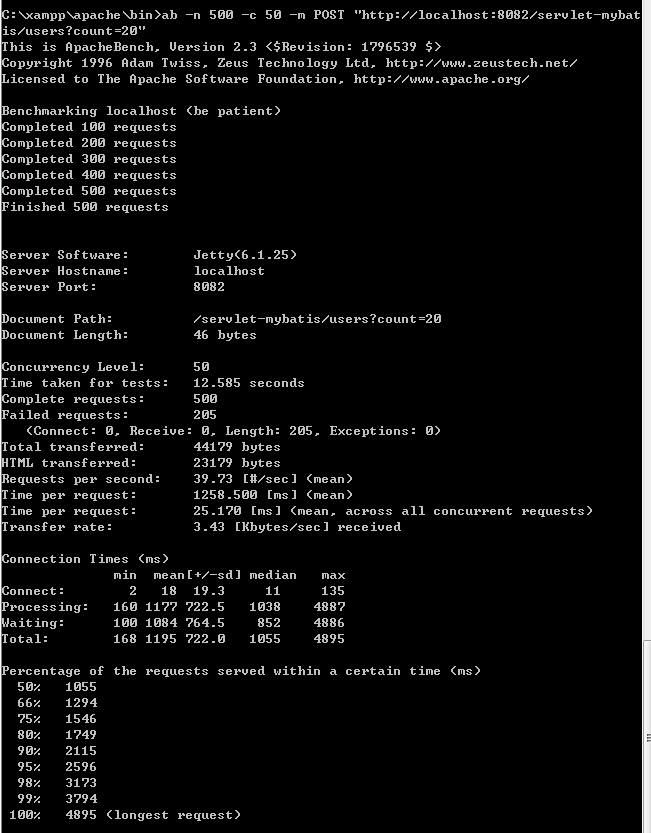 C:\xampp\apache\bin>ab -n 500 -c 50 -m POST "http://localhost:8082/servlet-mybat
is/users?count=20"
This is ApacheBench, Version 2.3 <$Revision: 1796539 $>
Copyright 1996 Adam Twiss, Zeus Technology Ltd, http://www.zeustech.net/
Licensed to The Apache Software Foundation, http://www.apache.org/

Benchmarking localhost (be patient)
Completed 100 requests
Completed 200 requests
Completed 300 requests
Completed 400 requests
Completed 500 requests
Finished 500 requests


Server Software:        Jetty(6.1.25)
Server Hostname:        localhost
Server Port:            8082

Document Path:          /servlet-mybatis/users?count=20
Document Length:        46 bytes

Concurrency Level:      50
Time taken for tests:   12.585 seconds
Complete requests:      500
Failed requests:        205
   (Connect: 0, Receive: 0, Length: 205, Exceptions: 0)
Total transferred:      44179 bytes
HTML transferred:       23179 bytes
Requests per second:    39.73 [#/sec] (mean)
Time per request:       1258.500 [ms] (mean)
Time per request:       25.170 [ms] (mean, across all concurrent requests)
Transfer rate:          3.43 [Kbytes/sec] received

Connection Times (ms)
              min  mean[+/-sd] median   max
Connect:        2   18  19.3     11     135
Processing:   160 1177 722.5   1038    4887
Waiting:      100 1084 764.5    852    4886
Total:        168 1195 722.0   1055    4895

Percentage of the requests served within a certain time (ms)
  50%   1055
  66%   1294
  75%   1546
  80%   1749
  90%   2115
  95%   2596
  98%   3173
  99%   3794
 100%   4895 (longest request)